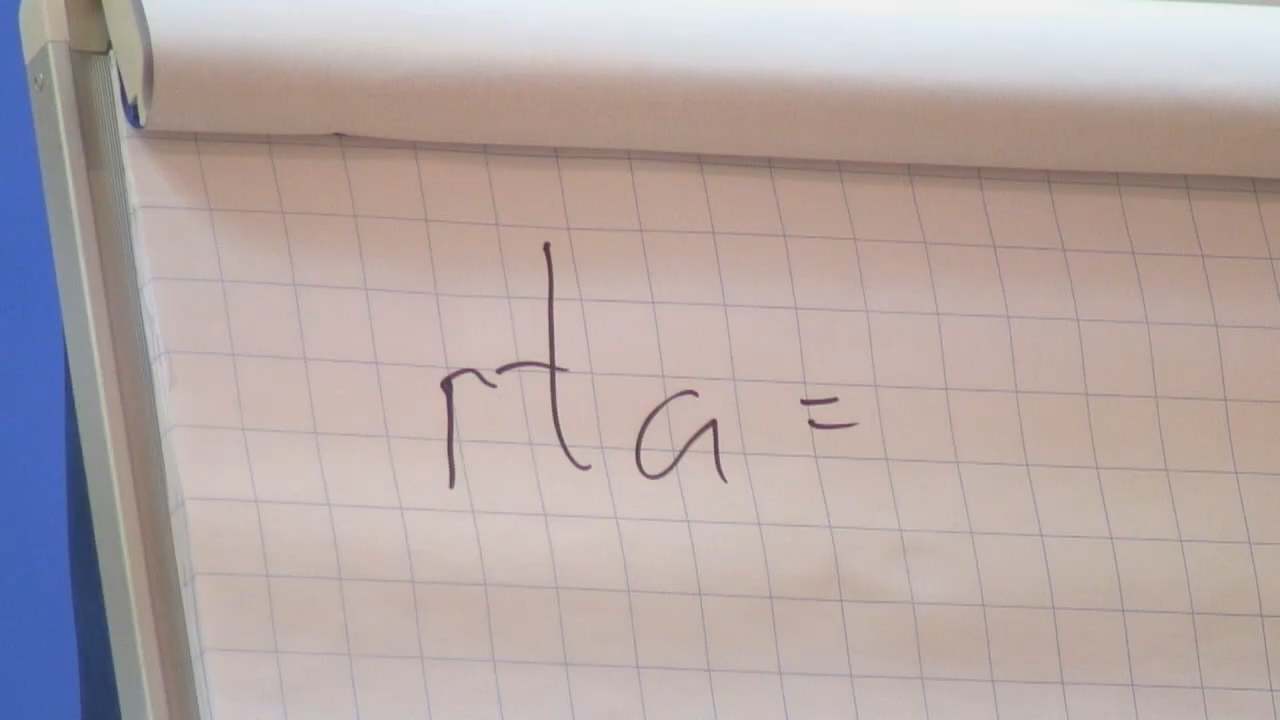 rta =